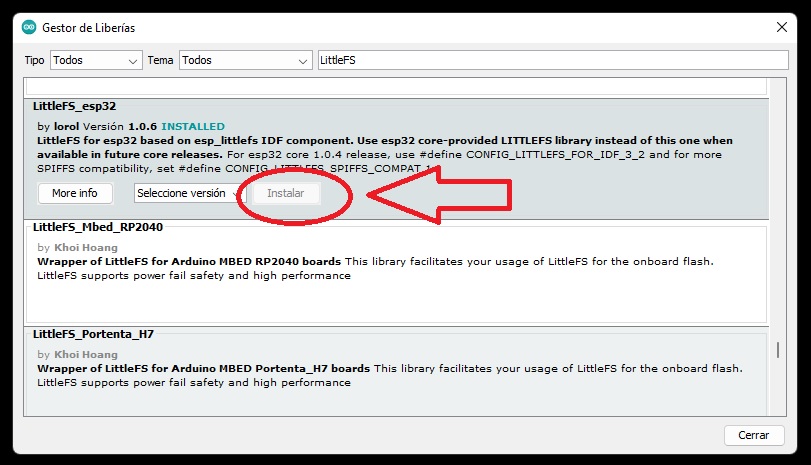 Gestor de Liberías
Tipo Todos Tema Todos LittleFS
LittleFS_esp32
by lorol Versión 1.0.6 INSTALLED
LittleFS for esp32 based on esp_littlefs IDF component. Use esp32 core-provided LITTLEFS library instead of this one when
available in future core releases. For esp32 core 1.0.4 release, use #define CONFIG_LITTLEFS_FOR_IDF_3_2 and for more
SPIFFS compatibility, set #define CONFIG_LITTLEFS_SPIFFS_COMPAT 1
More info Seleccione versión Instalar
LittleFS_Mbed_RP2040
by Khoi Hoang
Wrapper of LittleFS for Arduino MBED RP2040 boards This library facilitates your usage of LittleFS for the onboard flash.
LittleFS supports power fail safety and high performance
LittleFS_Portenta_H7
by Khoi Hoang
Wrapper of LittleFS for Arduino MBED Portenta_H7 boards This library facilitates your usage of LittleFS for the onboard flash.
LittleFS supports power fail safety and high performance
Cerrar